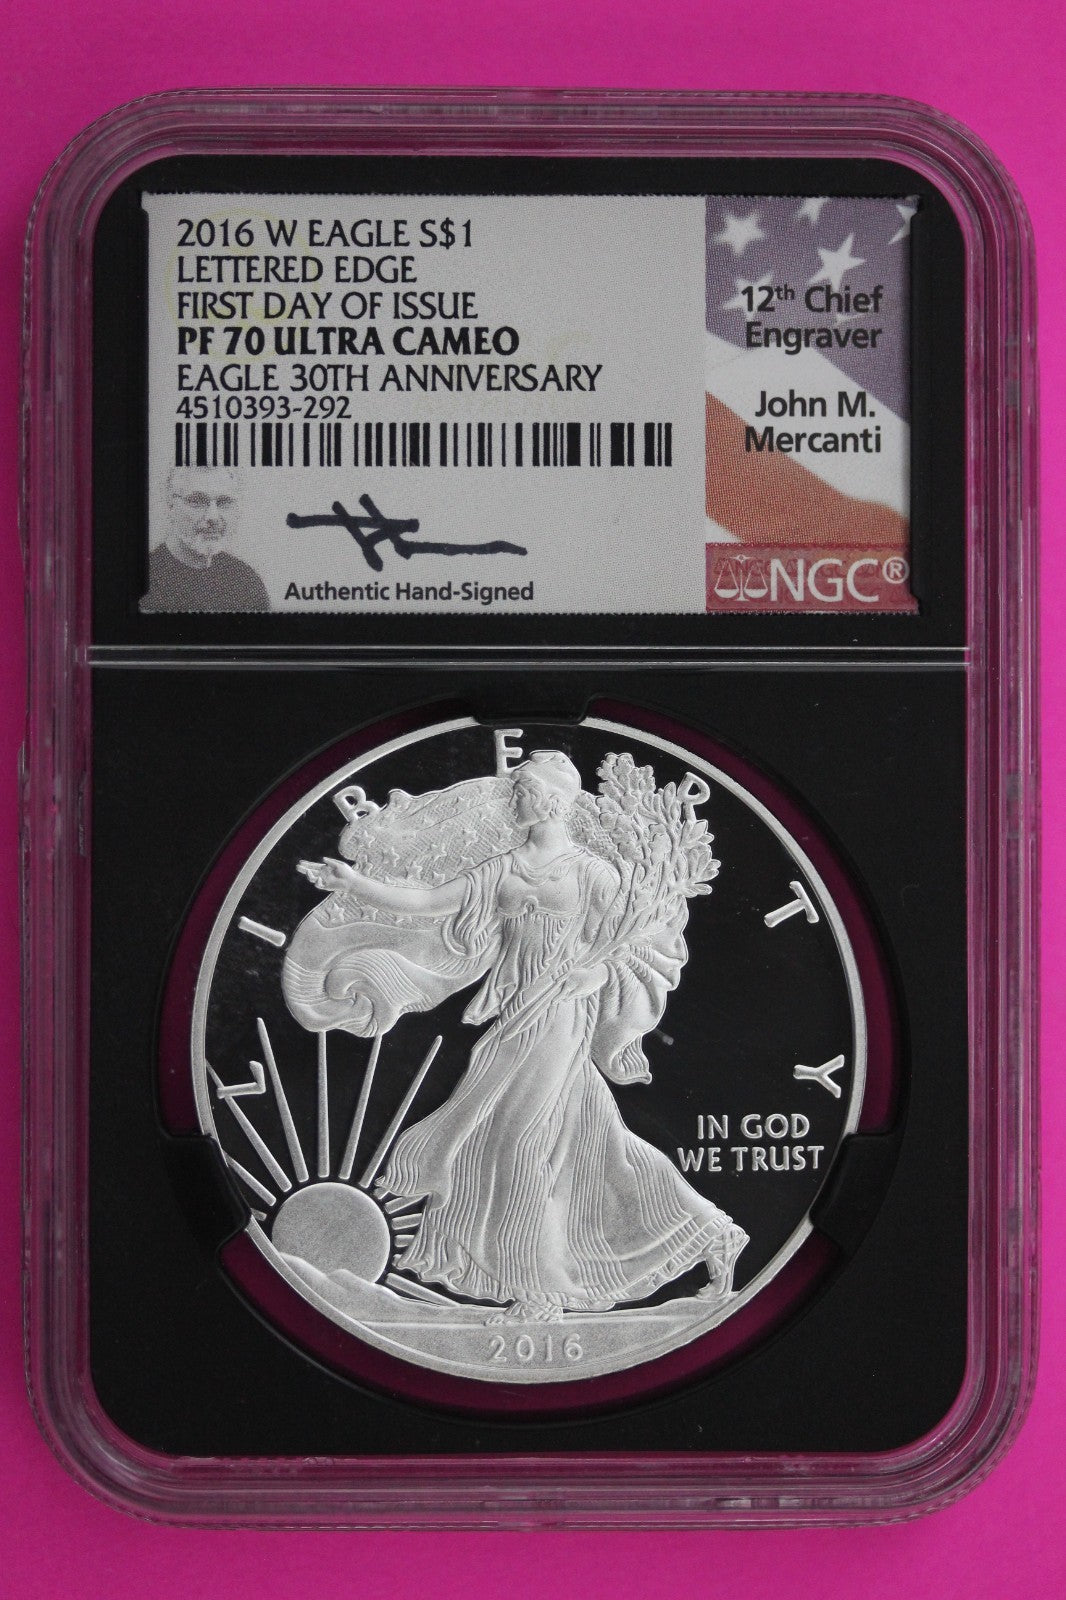 2016 W EAGLE S$1
LETTERED EDGE
FIRST DAY OF ISSUE
PF 70 ULTRA CAMEO
EAGLE 30TH ANNIVERSARY
4510393-292
Authentic Hand-Signed
12th Chief
Engraver
John M.
Mercanti
NGC®
LIBERTY
IN GOD
WE TRUST
2016